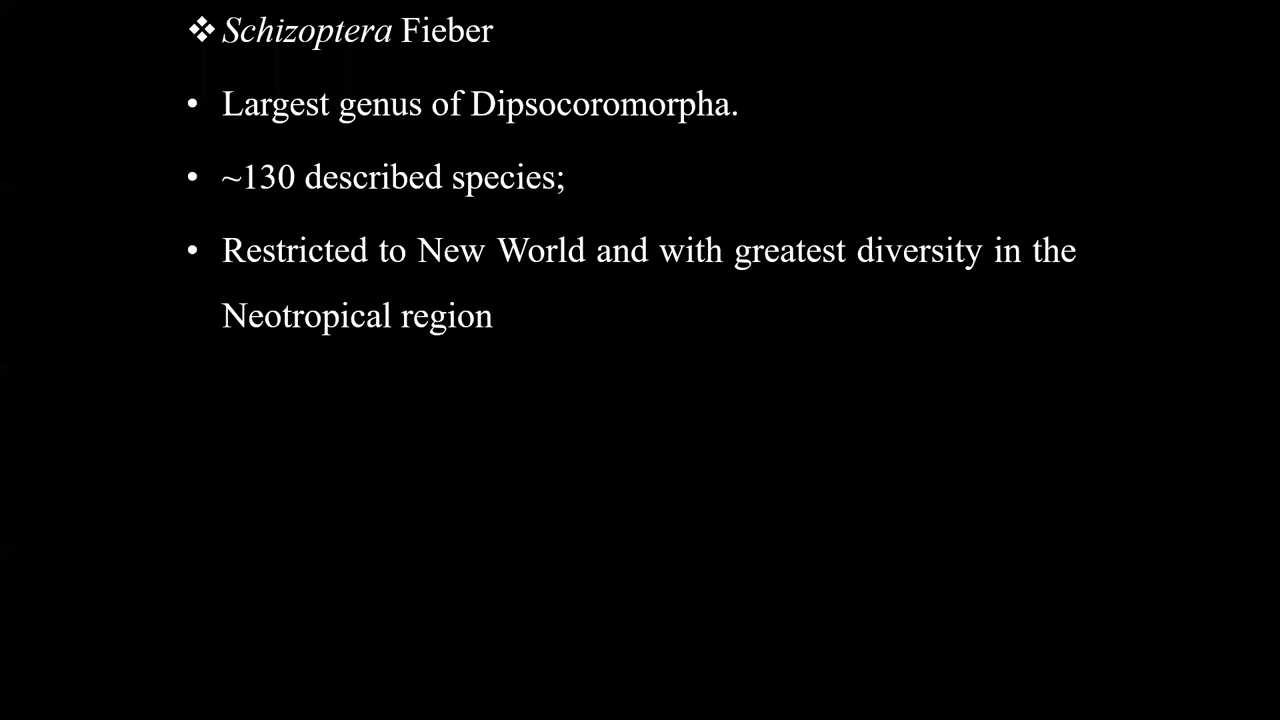 ❖ Schizoptera Fieber
• Largest genus of Dipsocoromorpha.
• ~130 described species;
• Restricted to New World and with greatest diversity in the
Neotropical region